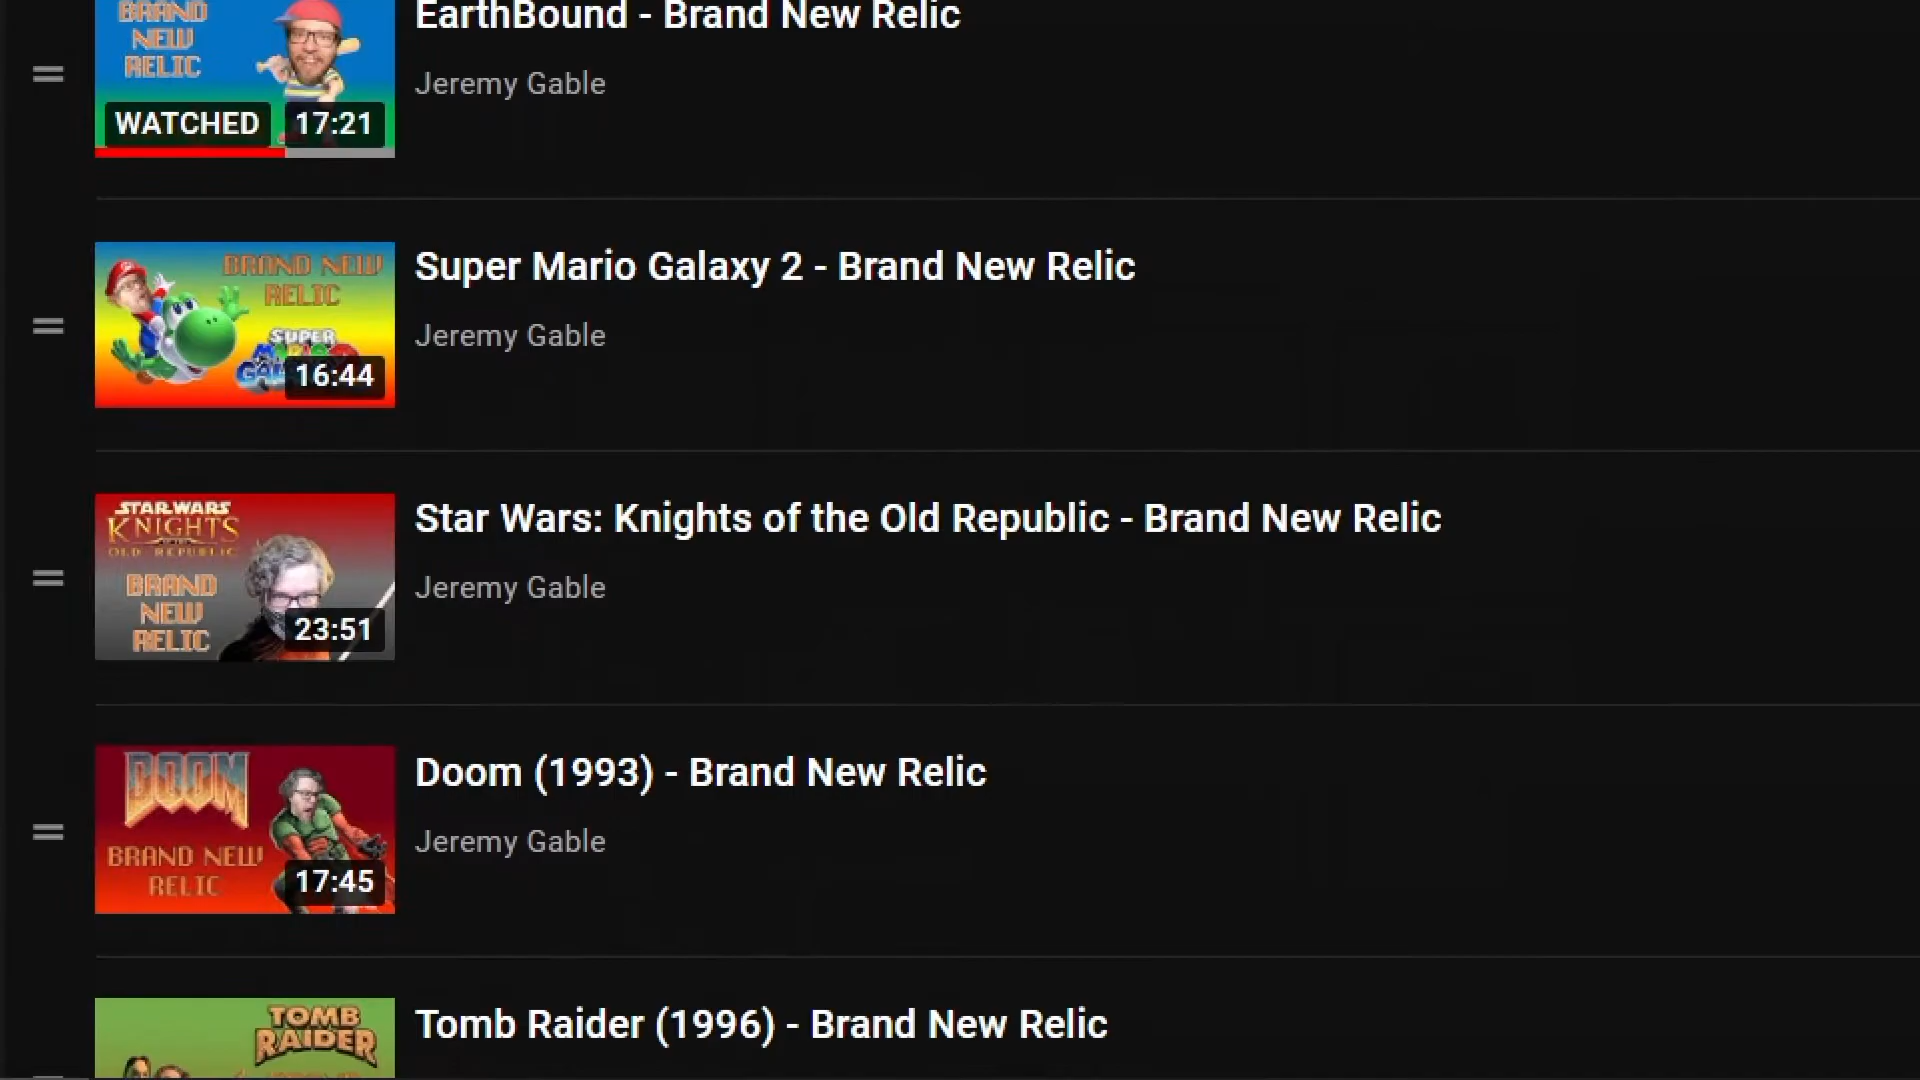 BRAND
NEW
RELIC
WATCHED
17:21
EarthBound - Brand New Relic
Jeremy Gable
BRAND NEW
RELIC
SUPER
16:44
Super Mario Galaxy 2 - Brand New Relic
Jeremy Gable
STAR WARS
KNIGHTS
OLD REPUBLIC
BRAND
NEW
RELIC
23:51
Star Wars: Knights of the Old Republic - Brand New Relic
Jeremy Gable
DOOM
BRAND NEW
RELIC
17:45
Doom (1993) - Brand New Relic
Jeremy Gable
TOMB
RAIDER
Tomb Raider (1996) - Brand New Relic